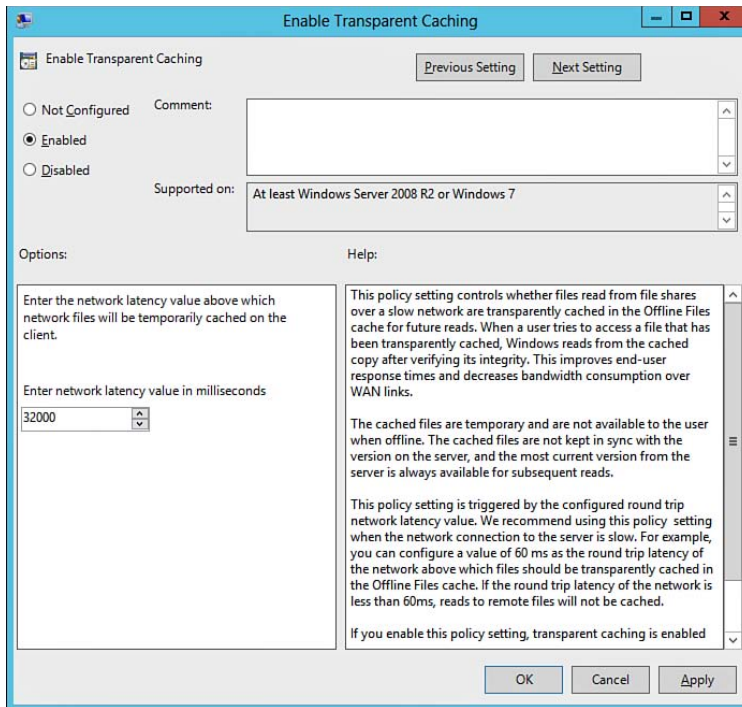 Enable Transparent Caching
Enable Transparent Caching
Previous Setting
Next Setting
Not Configured
Comment:
Enabled
Disabled
Supported on:
At least Windows Server 2008 R2 or Windows 7
Options:
Help:
Enter the network latency value above which
network files will be temporarily cached on the
client.
Enter network latency value in milliseconds
32000
This policy setting controls whether files read from file shares
over a slow network are transparently cached in the Offline Files
cache for future reads. When a user tries to access a file that has
been transparently cached, Windows reads from the cached
copy after verifying its integrity. This improves end-user
response times and decreases bandwidth consumption over
WAN links.
The cached files are temporary and are not available to the user
when offline. The cached files are not kept in sync with the
version on the server, and the most current version from the
server is always available for subsequent reads.
This policy setting is triggered by the configured round trip
network latency value. We recommend using this policy setting
when the network connection to the server is slow. For example,
you can configure a value of 60 ms as the round trip latency of
the network above which files should be transparently cached in
the Offline Files cache. If the round trip latency of the network is
less than 60ms, reads to remote files will not be cached.
If you enable this policy setting, transparent caching is enabled
OK
Cancel
Apply